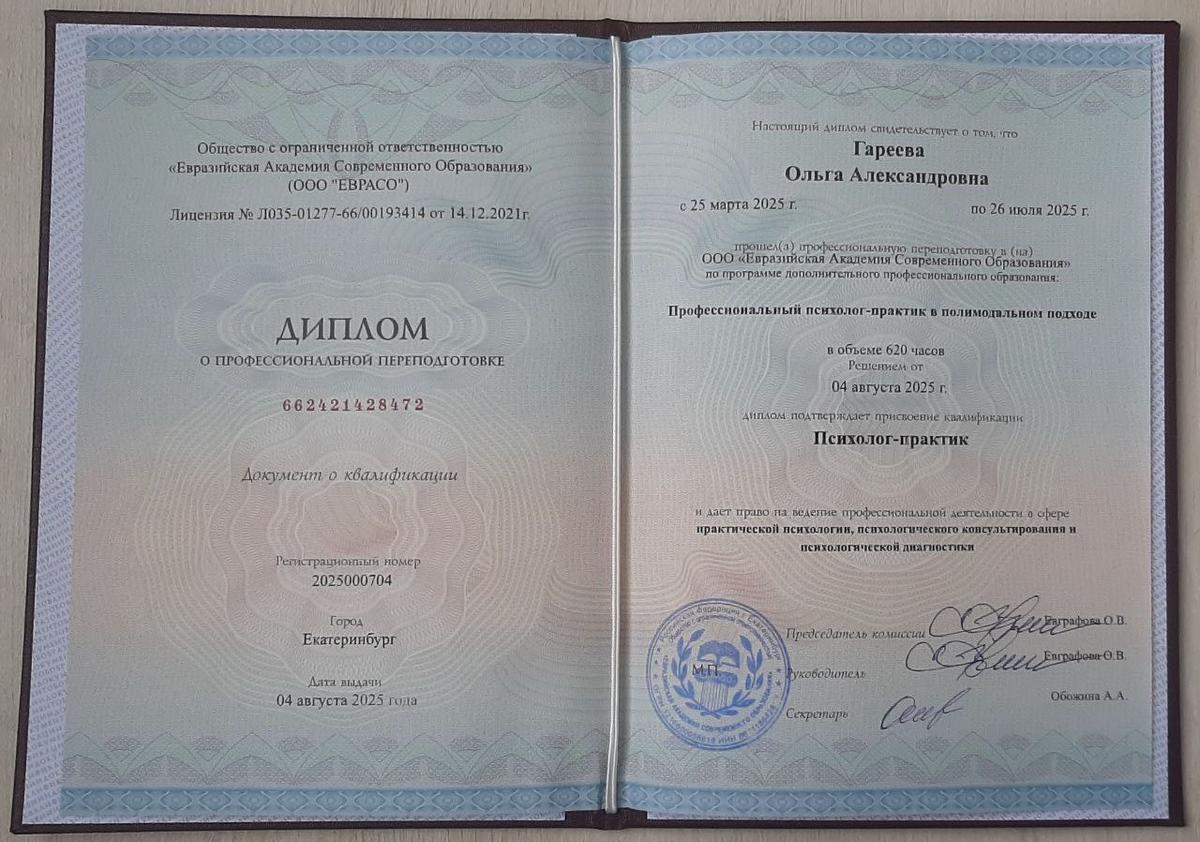 Общество с ограниченной ответственностью
«Евразийская Академия Современного Образования»
(ООО "ЕВРАСО")
Лицензия № Л035-01277-66/00193414 от 14.12.2021г.
ДИПЛОМ
О ПРОФЕССИОНАЛЬНОЙ ПЕРЕПОДГОТОВКЕ
662421428472
Документ о квалификации
Регистрационный номер
2025000704
Город
Екатеринбург
Дата выдачи
04 августа 2025 года
Настоящий диплом свидетельствует о том, что
Гареева
Ольга Александровна
с 25 марта 2025 г. по 26 июля 2025 г.
прошел(а) профессиональную переподготовку в (на)
ООО «Евразийская Академия Современного Образования»
по программе дополнительного профессионального образования:
Профессиональный психолог-практик в полимодальном подходе
в объеме 620 часов
Решением от
04 августа 2025 г.
диплом подтверждает присвоение квалификации
Психолог-практик
и дает право на ведение профессиональной деятельности в сфере
практической психологии, психологического консультирования и
психологической диагностики
Председатель комиссии Евграфова О.В.
М.П.
Руководитель Евграфова О.В.
Секретарь Обожина А.А.